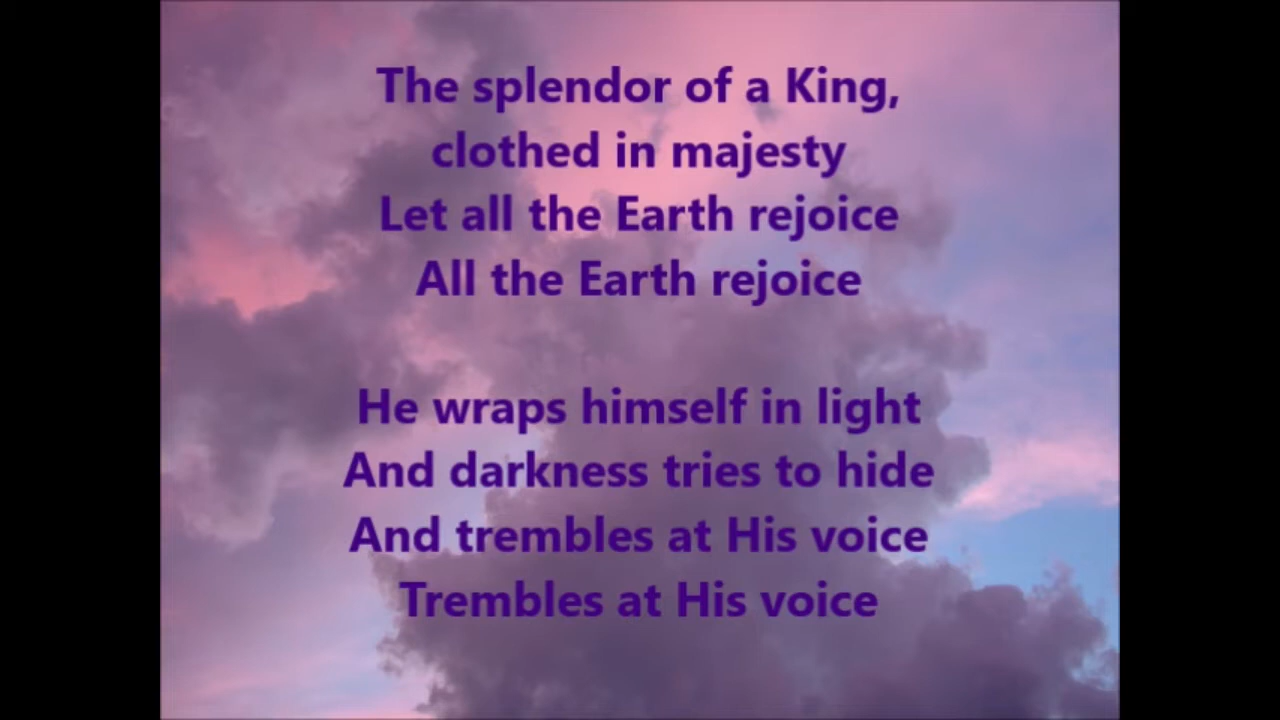 The splendor of a King,
clothed in majesty
Let all the Earth rejoice
All the Earth rejoice
He wraps himself in light
And darkness tries to hide
And trembles at His voice
Trembles at His voice